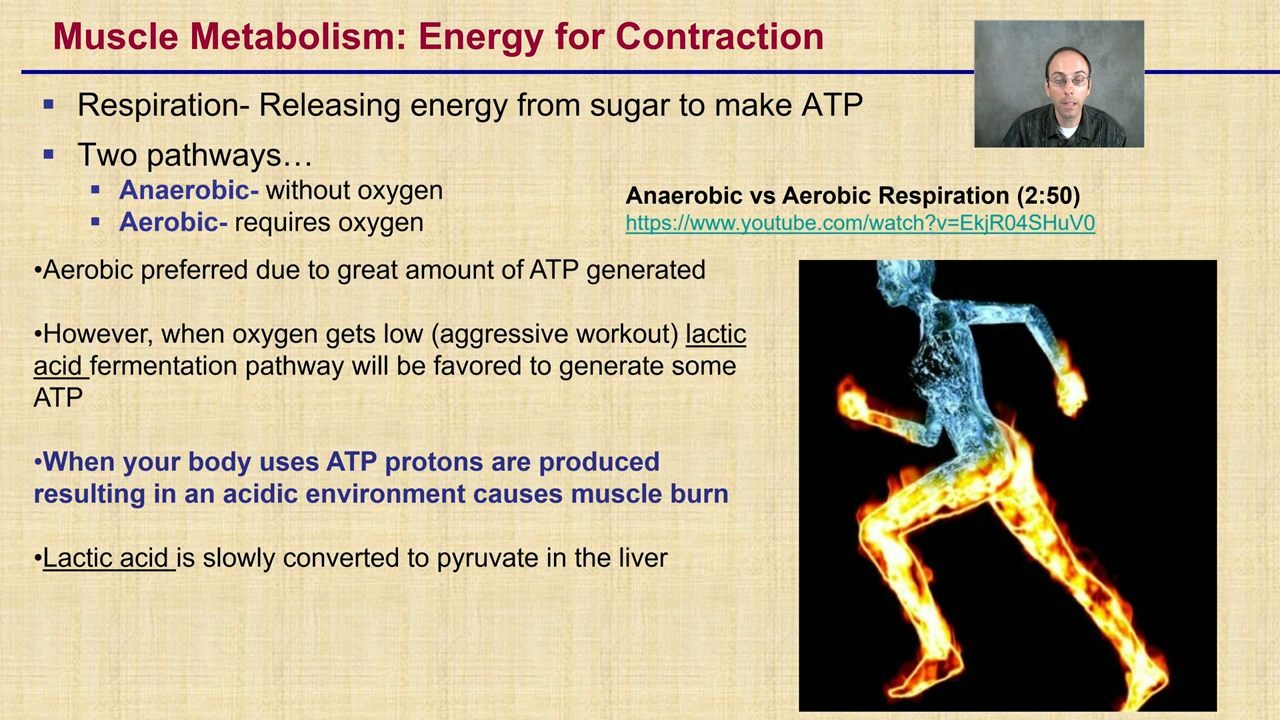 Muscle Metabolism: Energy for Contraction
▪ Respiration- Releasing energy from sugar to make ATP
▪ Two pathways…
▪ Anaerobic- without oxygen
▪ Aerobic- requires oxygen
Anaerobic vs Aerobic Respiration (2:50)
https://www.youtube.com/watch?v=EkjR04SHuV0
•Aerobic preferred due to great amount of ATP generated
•However, when oxygen gets low (aggressive workout) lactic
acid fermentation pathway will be favored to generate some
ATP
•When your body uses ATP protons are produced
resulting in an acidic environment causes muscle burn
•Lactic acid is slowly converted to pyruvate in the liver